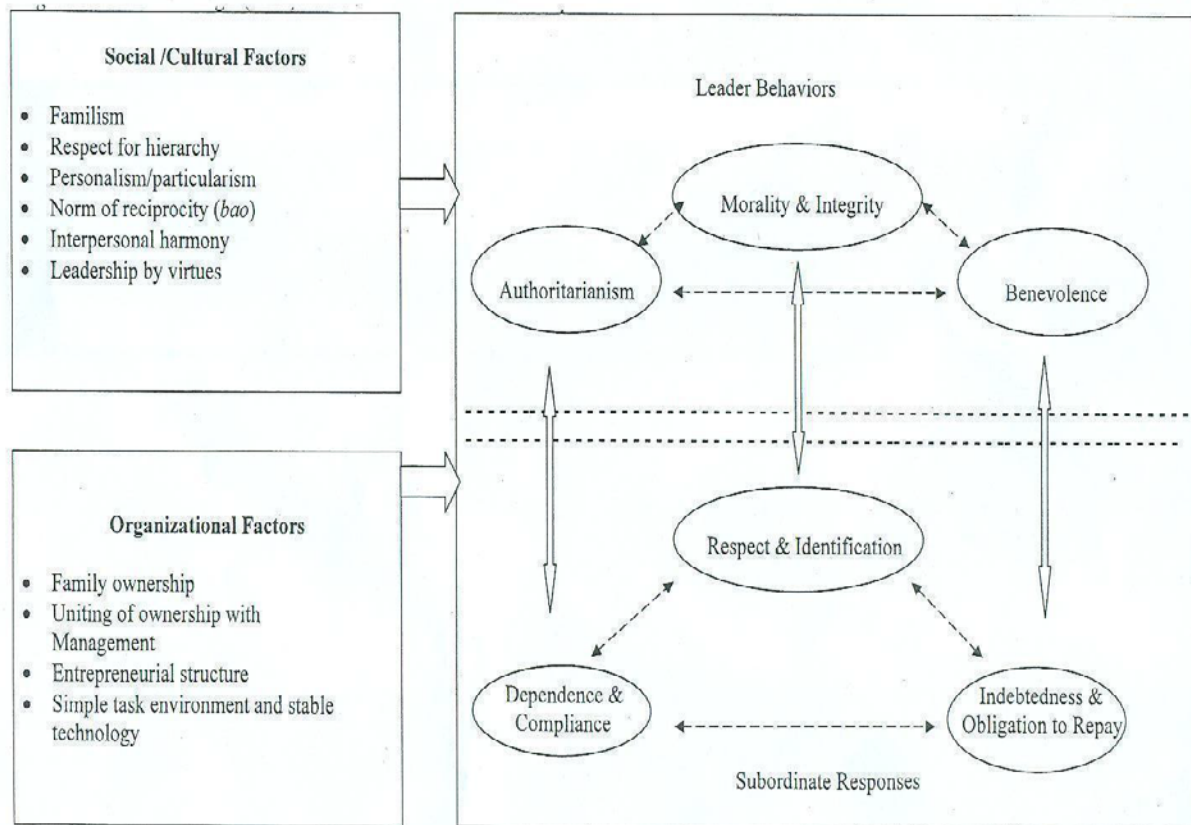 Social /Cultural Factors
• Familism
• Respect for hierarchy
• Personalism/particularism
• Norm of reciprocity (bao)
• Interpersonal harmony
• Leadership by virtues
Organizational Factors
• Family ownership
• Uniting of ownership with
Management
• Entrepreneurial structure
• Simple task environment and stable
technology
Leader Behaviors
Morality & Integrity
Authoritarianism
Benevolence
Respect & Identification
Dependence &
Compliance
Indebtedness &
Obligation to Repay
Subordinate Responses